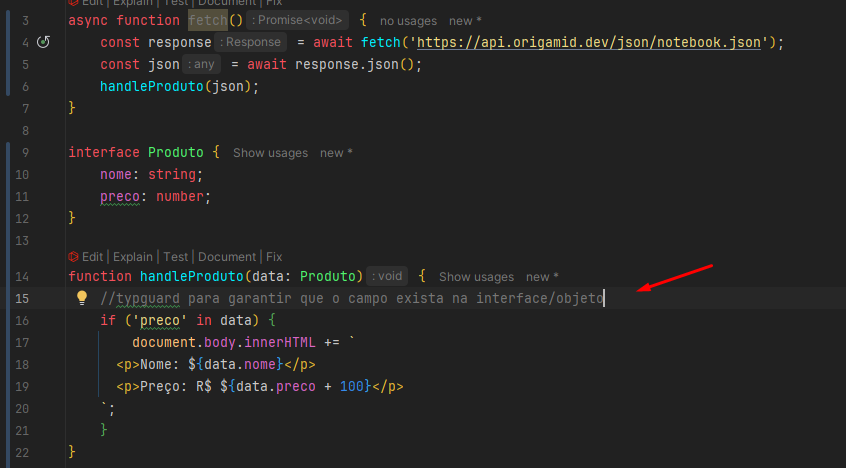 Edit | Explain | Test | Document | Fix
3 async function fetch() : Promise<void> { no usages new *
4 const response : Response = await fetch('https://api.origamid.dev/json/notebook.json');
5 const json : any = await response.json();
6 handleProduto(json);
7 }
8
9 interface Produto { Show usages new *
10 nome: string;
11 preco: number;
12 }
13
Edit | Explain | Test | Document | Fix
14 function handleProduto(data: Produto) : void { Show usages new *
15 //typguard para garantir que o campo exista na interface/objeto
16 if ('preco' in data) {
17 document.body.innerHTML += `
18 <p>Nome: ${data.nome}</p>
19 <p>Preço: R$ ${data.preco + 100}</p>
20 `;
21 }
22 }